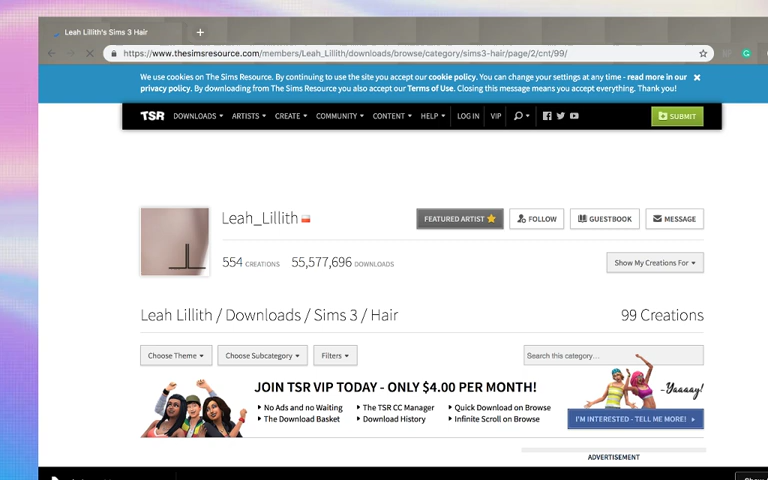 Leah Lillith's Sims 3 Hair
https://www.thesimsresource.com/members/Leah_Lillith/downloads/browse/category/sims3-hair/page/2/cnt/99/
We use cookies on The Sims Resource. By continuing to use the site you accept our cookie policy. You can change your settings at any time - read more in our
privacy policy. By downloading from The Sims Resource you also accept our Terms of Use. Closing this message means you accept everything. Thank you!
TSR DOWNLOADS ARTISTS CREATE COMMUNITY CONTENT HELP LOG IN VIP SUBMIT
Leah_Lillith FEATURED ARTIST FOLLOW GUESTBOOK MESSAGE
554 CREATIONS 55,577,696 DOWNLOADS Show My Creations For
Leah Lillith / Downloads / Sims 3 / Hair 99 Creations
Choose Theme Choose Subcategory Filters Search this category...
JOIN TSR VIP TODAY - ONLY $4.00 PER MONTH! -Yaaaay!
No Ads and no Waiting The TSR CC Manager Quick Download on Browse
The Download Basket Download History Infinite Scroll on Browse I'M INTERESTED - TELL ME MORE!
ADVERTISEMENT